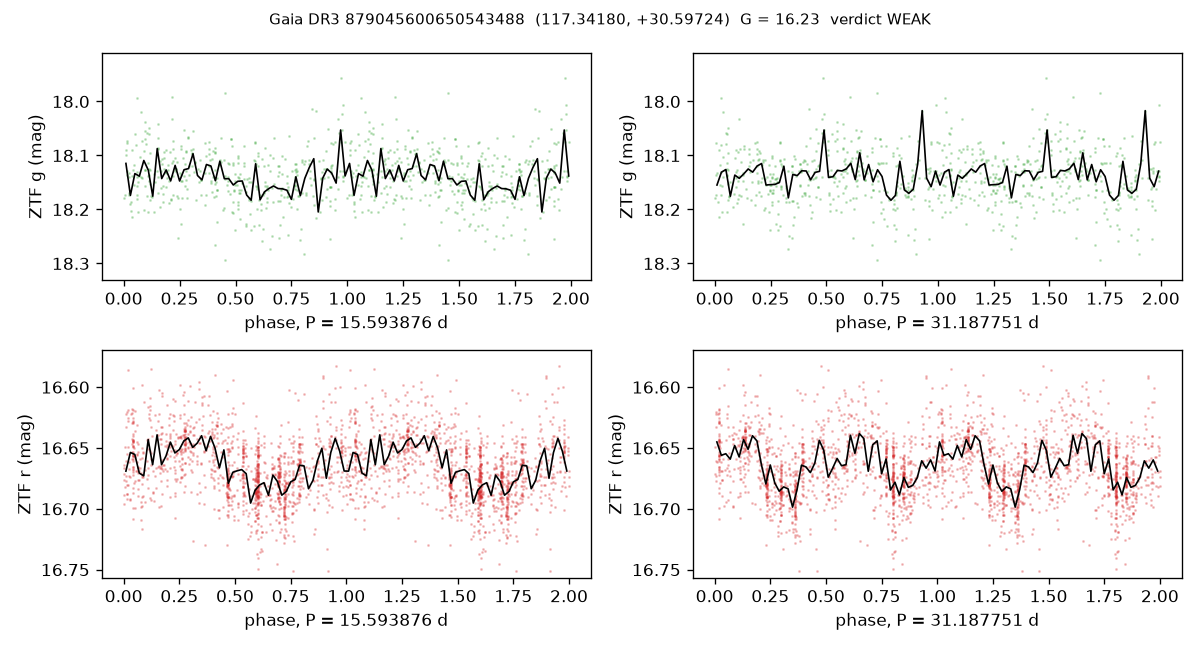 Gaia DR3 879045600650543488  (117.34180, +30.59724)  G = 16.23  verdict WEAK
ZTF g (mag)
18.0
18.1
18.2
18.3
0.00 0.25 0.50 0.75 1.00 1.25 1.50 1.75 2.00
phase, P = 15.593876 d
ZTF g (mag)
18.0
18.1
18.2
18.3
0.00 0.25 0.50 0.75 1.00 1.25 1.50 1.75 2.00
phase, P = 31.187751 d
ZTF r (mag)
16.60
16.65
16.70
16.75
0.00 0.25 0.50 0.75 1.00 1.25 1.50 1.75 2.00
phase, P = 15.593876 d
ZTF r (mag)
16.60
16.65
16.70
16.75
0.00 0.25 0.50 0.75 1.00 1.25 1.50 1.75 2.00
phase, P = 31.187751 d